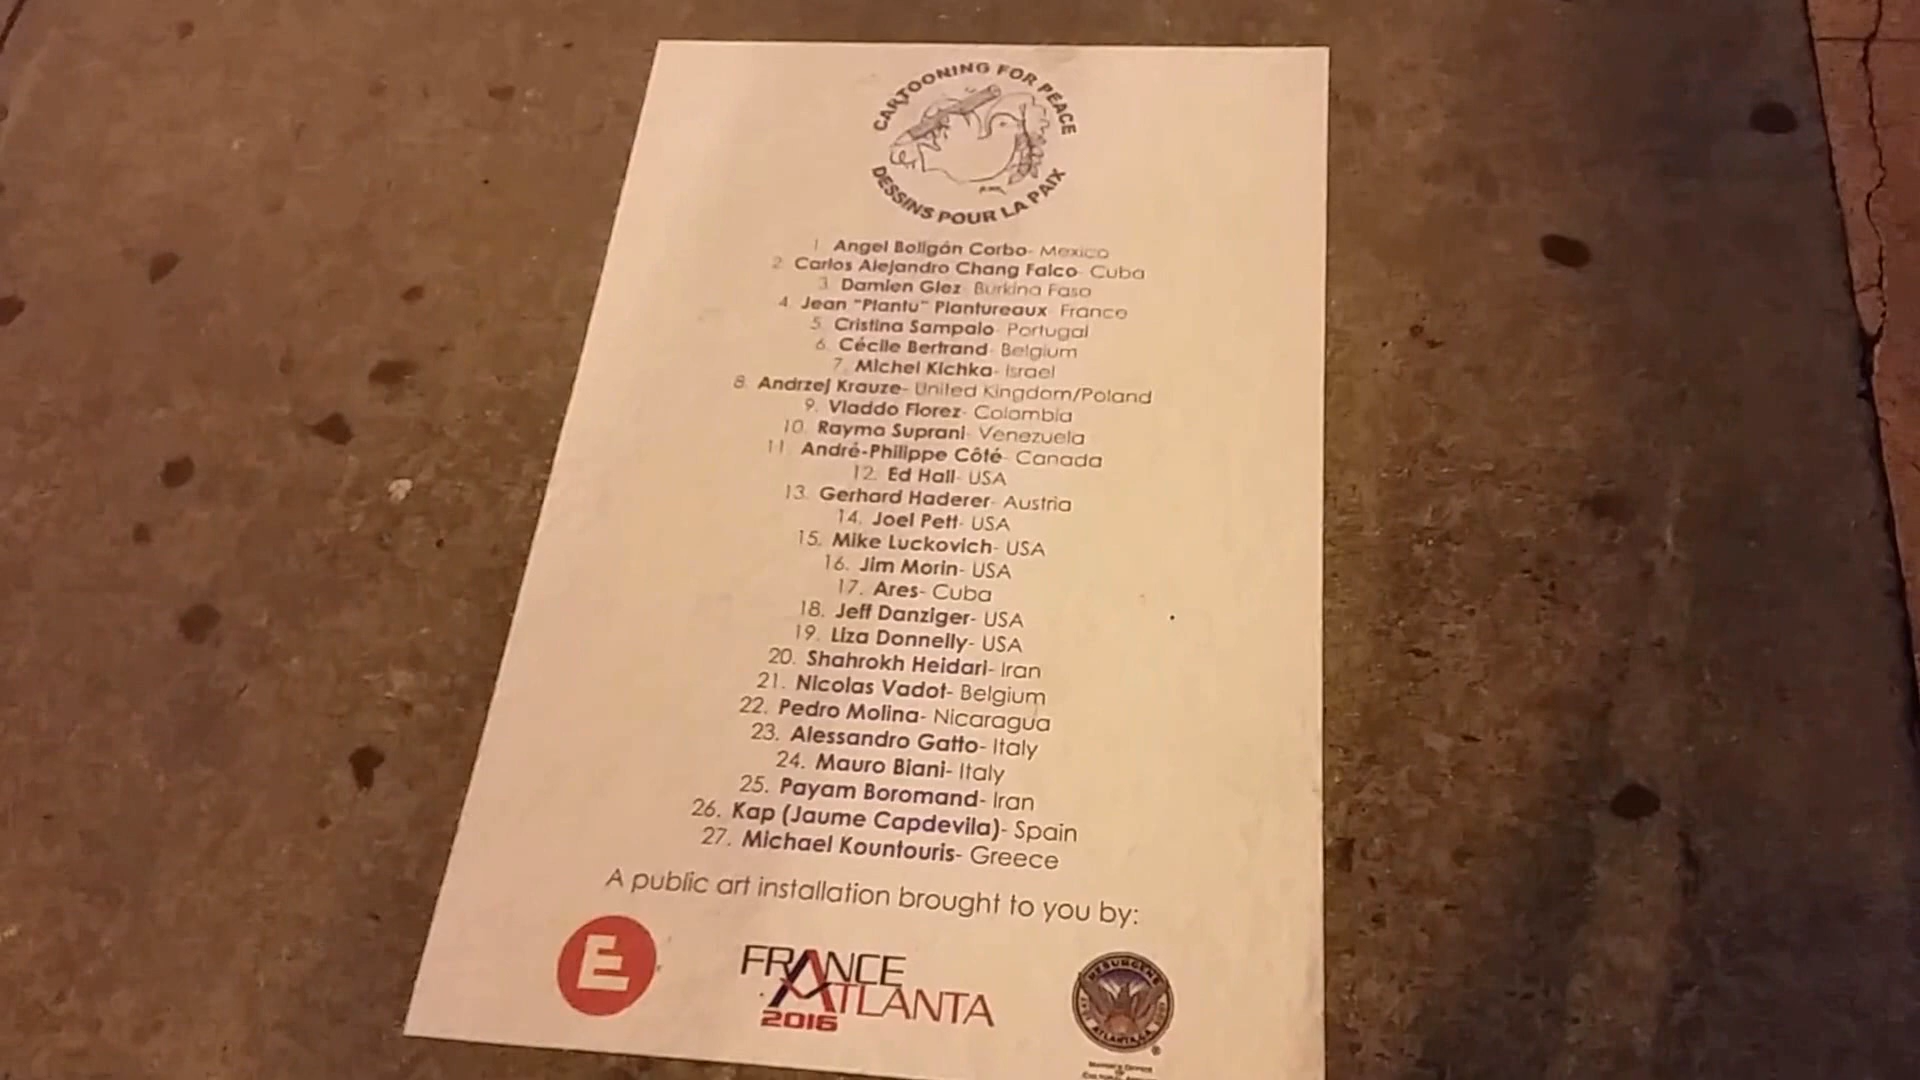 CARTOONING FOR PEACE
DESSINS POUR LA PAIX
1. Angel Boligán Corbo- Mexico
2. Carlos Alejandro Chang Falco- Cuba
3. Damien Glez- Burkina Faso
4. Jean "Plantu" Plantureaux- France
5. Cristina Sampaio- Portugal
6. Cécile Bertrand- Belgium
7. Michel Kichka- Israel
8. Andrzej Krauze- United Kingdom/Poland
9. Vladdo Florez- Colombia
10. Rayma Suprani- Venezuela
11. André-Philippe Côté- Canada
12. Ed Hall- USA
13. Gerhard Haderer- Austria
14. Joel Pett- USA
15. Mike Luckovich- USA
16. Jim Morin- USA
17. Ares- Cuba
18. Jeff Danziger- USA
19. Liza Donnelly- USA
20. Shahrokh Heidari- Iran
21. Nicolas Vadot- Belgium
22. Pedro Molina- Nicaragua
23. Alessandro Gatto- Italy
24. Mauro Biani- Italy
25. Payam Boromand- Iran
26. Kap (Jaume Capdevila)- Spain
27. Michael Kountouris- Greece
A public art installation brought to you by:
E
FRANCE
ATLANTA
2016
RESURGENS
ATLANTA, GA
®
MAYOR'S OFFICE
OF